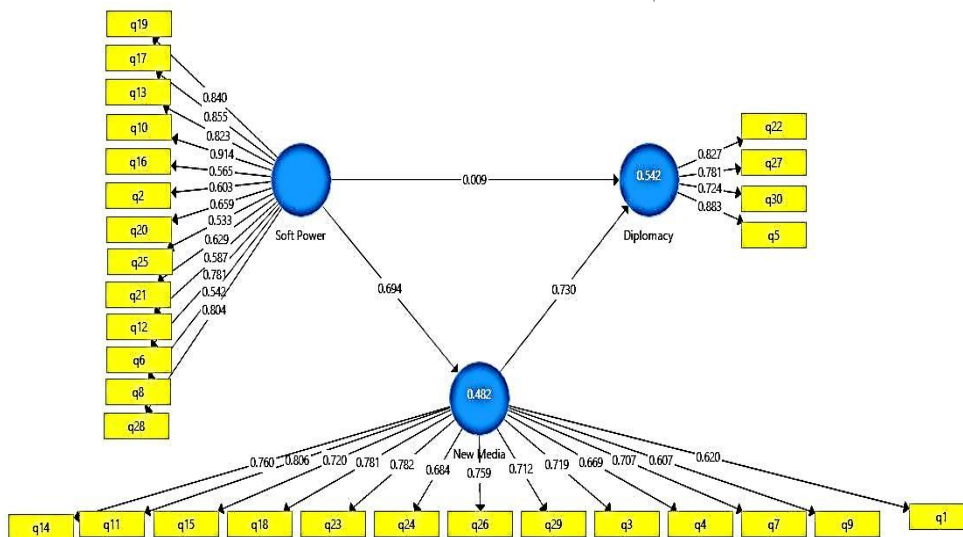 q19
q17
q13
q10
q16
q2
q20
q25
q21
q12
q6
q8
q28
0.840
0.855
0.823
0.914
0.565
0.603
0.659
0.533
0.629
0.587
0.781
0.542
0.804
Soft Power
0.009
0.542
Diplomacy
0.827
0.781
0.724
0.883
q22
q27
q30
q5
0.694
0.730
0.482
New Media
0.760
0.806
0.720
0.781
0.782
0.684
0.759
0.712
0.719
0.669
0.707
0.607
0.620
q14
q11
q15
q18
q23
q24
q26
q29
q3
q4
q7
q9
q1